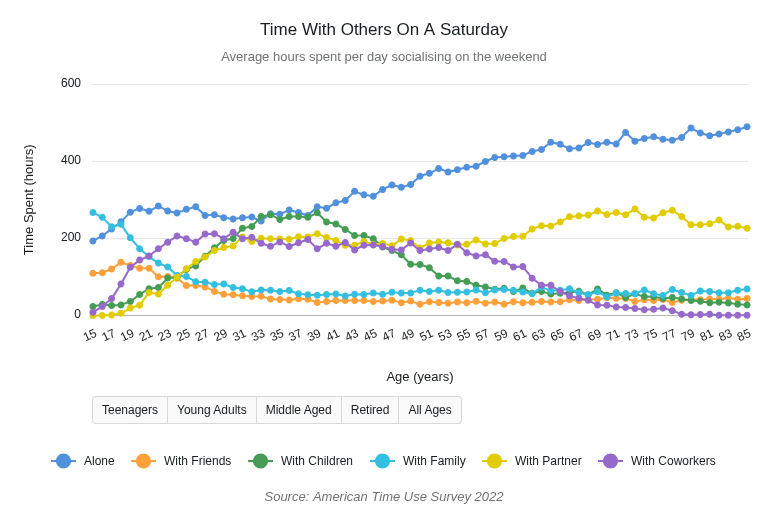 Time With Others On A Saturday
Average hours spent per day socialising on the weekend
600
400
200
0
Time Spent (hours)
15 17 19 21 23 25 27 29 31 33 35 37 39 41 43 45 47 49 51 53 55 57 59 61 63 65 67 69 71 73 75 77 79 81 83 85
Age (years)
Teenagers Young Adults Middle Aged Retired All Ages
Alone With Friends With Children With Family With Partner With Coworkers
Source: American Time Use Survey 2022